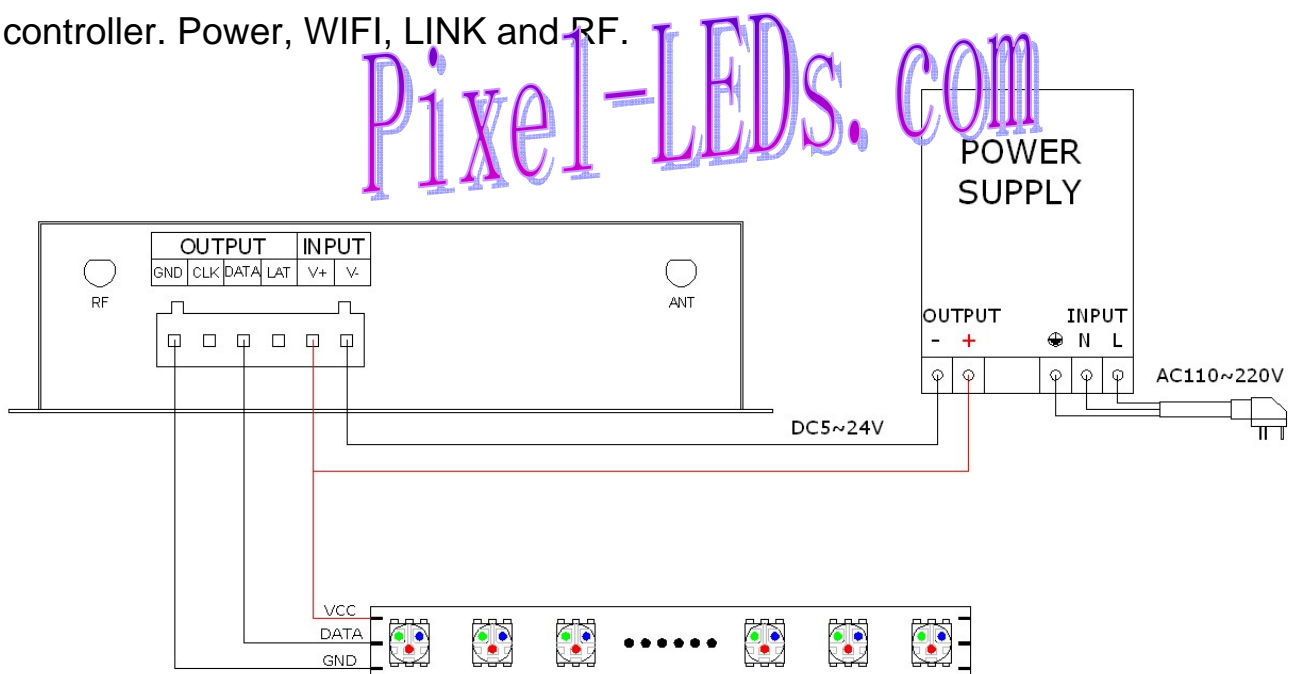 controller. Power, WIFI, LINK and RF.
Pixel-LEDs.com
POWER
SUPPLY
OUTPUT INPUT
GND CLK DATA LAT V+ V-
RF
ANT
OUTPUT INPUT
- + N L
AC110~220V
DC5~24V
VCC
DATA
GND